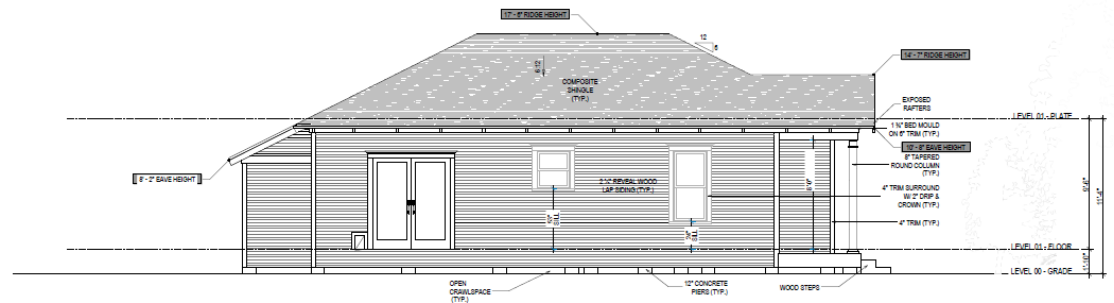 17' - 6" RIDGE HEIGHT
12
6
14' - 7" RIDGE HEIGHT
6:12
COMPOSITE
SHINGLE
(TYP.)
EXPOSED
RAFTERS
LEVEL 01 - PLATE
1 ¾" BED MOULD
ON 6" TRIM (TYP.)
10' - 8" EAVE HEIGHT
8" TAPERED
ROUND COLUMN
(TYP.)
8' - 2" EAVE HEIGHT
REVEAL WOOD
LAP SIDING (TYP.)
4" TRIM SURROUND
W/ 2" DRIP &
CROWN (TYP.)
4" TRIM (TYP.)
SILL
SILL
9'-6"
11'-4"
LEVEL 01 - FLOOR
1'-10"
LEVEL 00 - GRADE
OPEN
CRAWLSPACE
(TYP.)
12" CONCRETE
PIERS (TYP.)
WOOD STEPS